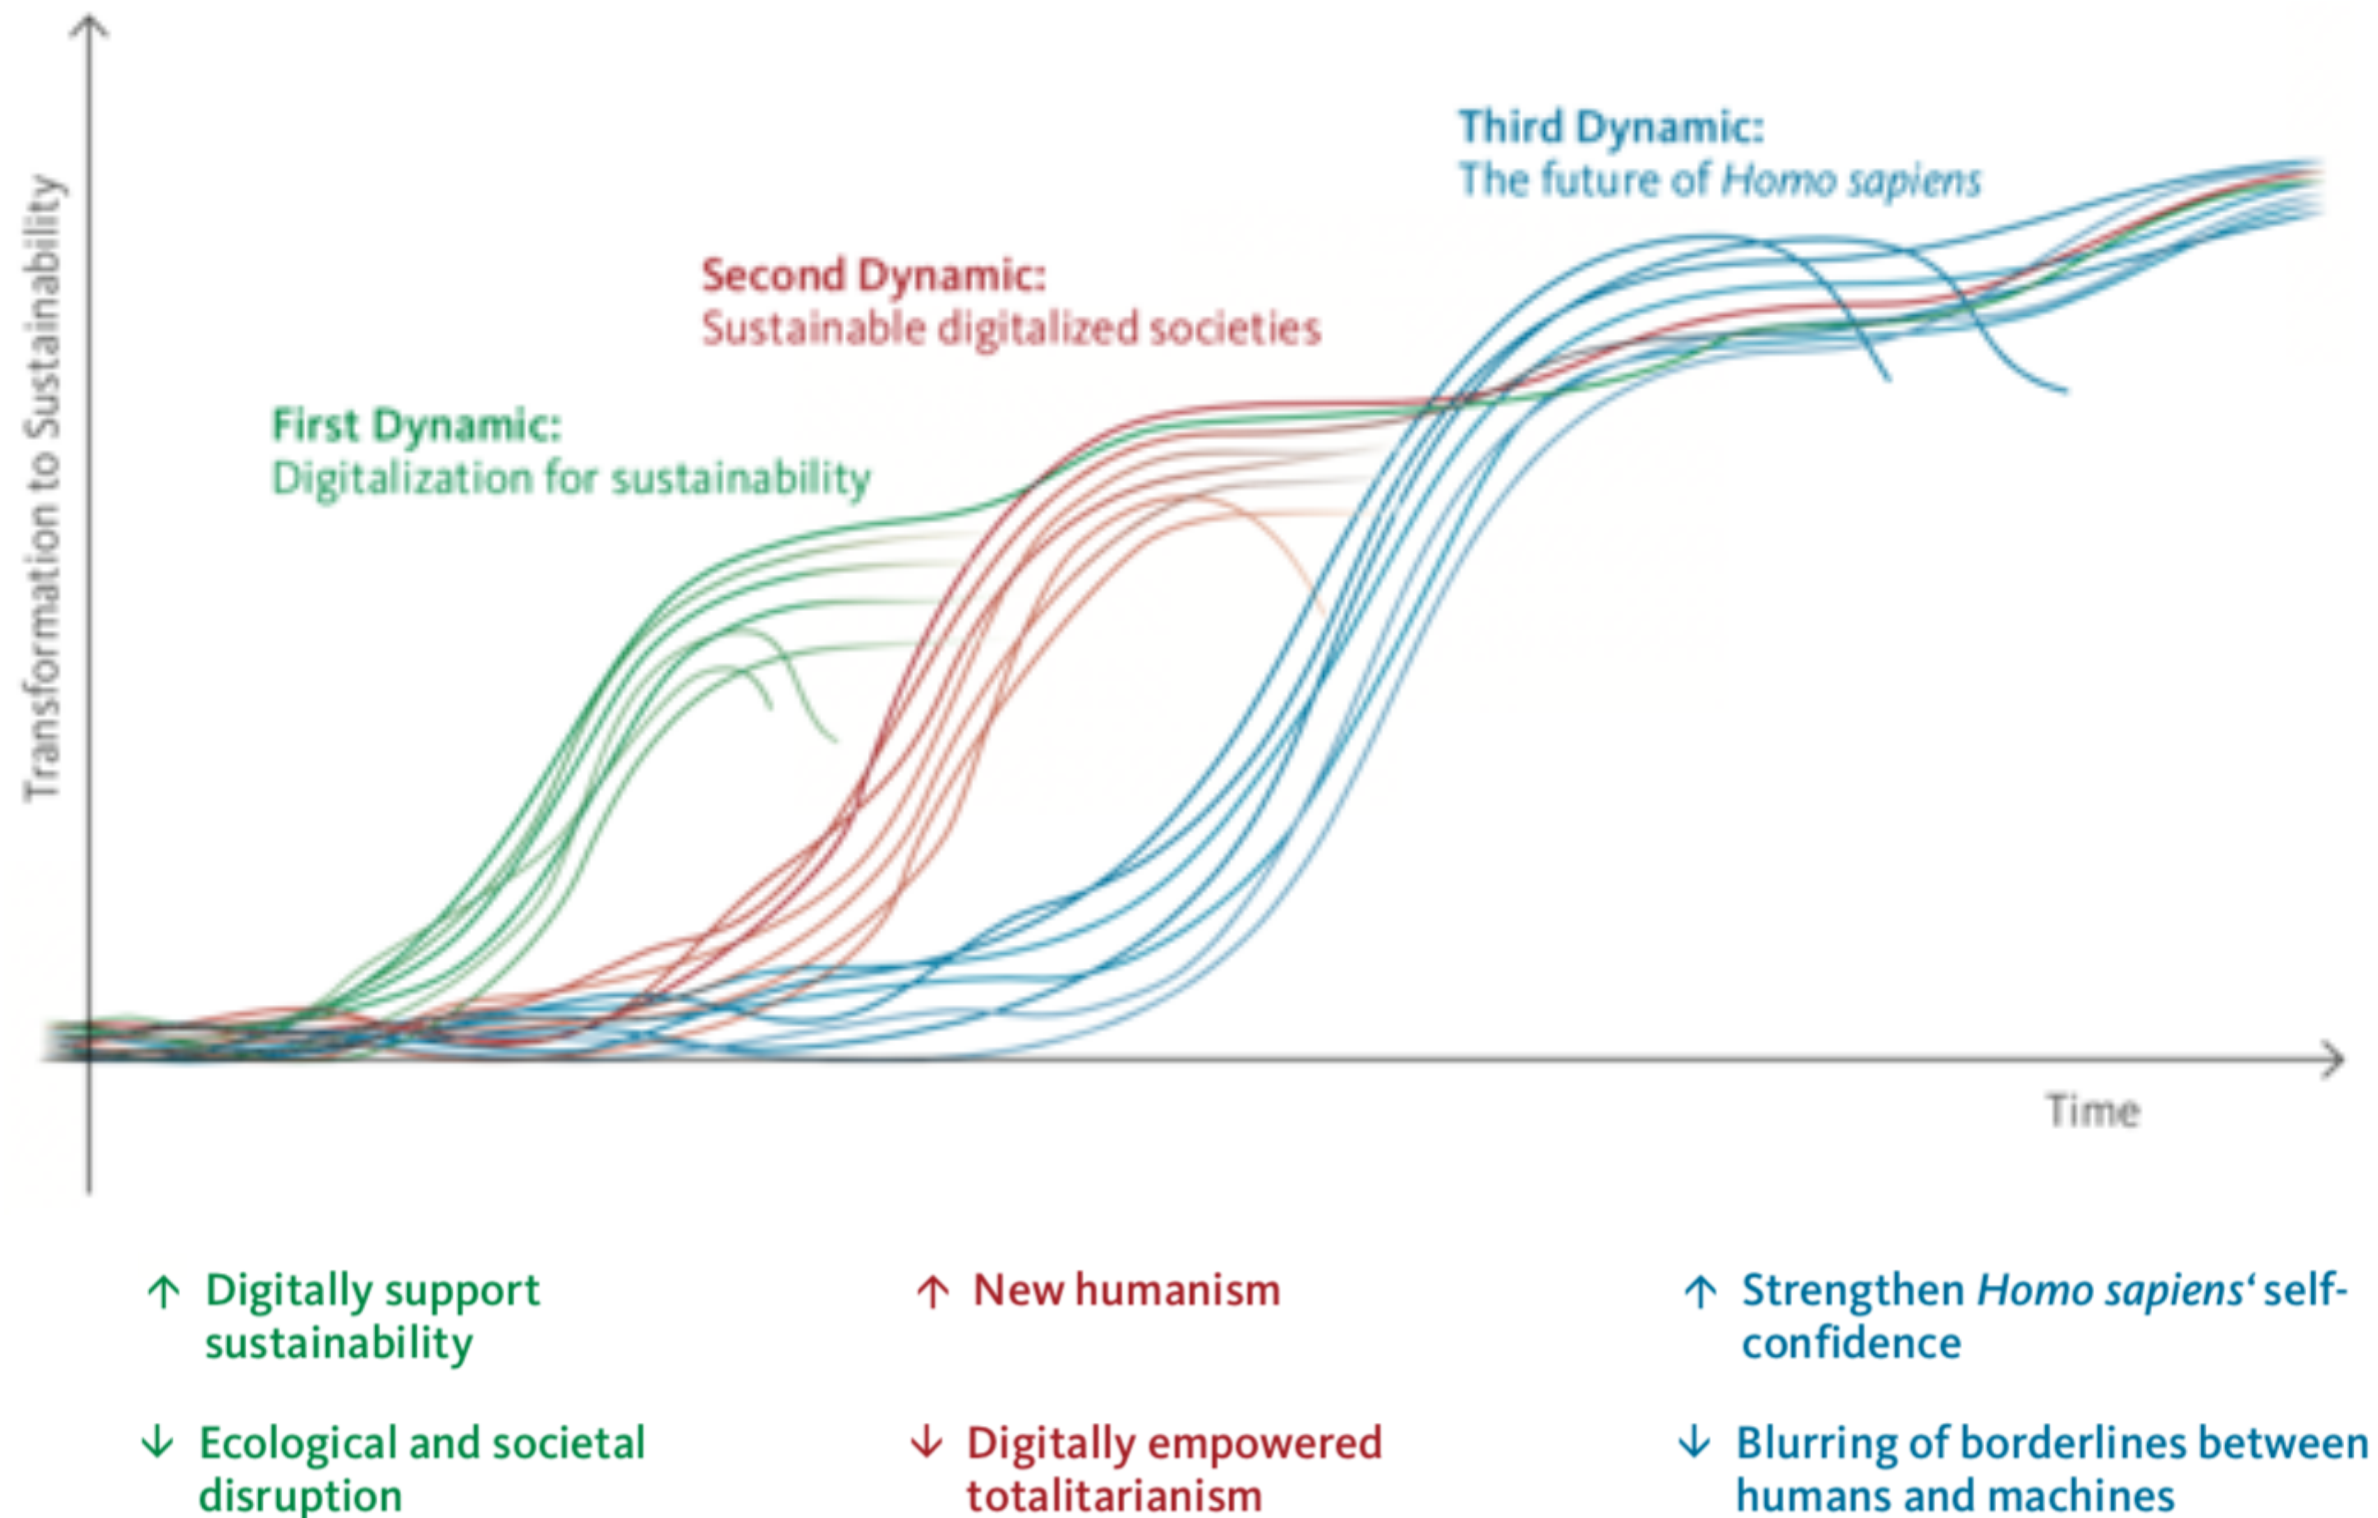 Transformation to Sustainability
Third Dynamic:
The future of Homo sapiens
Second Dynamic:
Sustainable digitalized societies
First Dynamic:
Digitalization for sustainability
Time
↑ Digitally support
sustainability
↓ Ecological and societal
disruption
↑ New humanism
↓ Digitally empowered
totalitarianism
↑ Strengthen Homo sapiens‘ self-
confidence
↓ Blurring of borderlines between
humans and machines